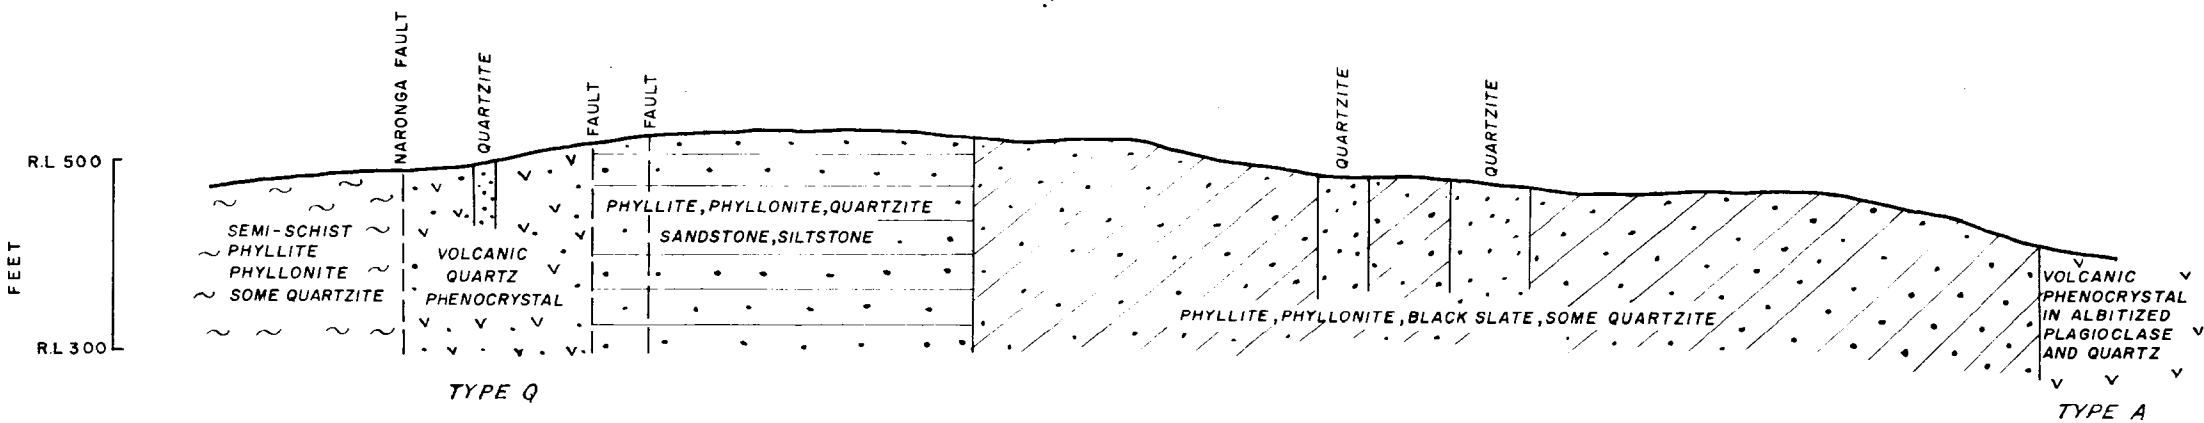 NARONGA FAULT
QUARTZITE
FAULT
FAULT
QUARTZITE
QUARTZITE
R.L 500
FEET
R.L 300
SEMI-SCHIST
PHYLLITE
PHYLLONITE
SOME QUARTZITE
VOLCANIC
QUARTZ
PHENOCRYSTAL
PHYLLITE, PHYLLONITE, QUARTZITE
SANDSTONE, SILTSTONE
PHYLLITE, PHYLLONITE, BLACK SLATE, SOME QUARTZITE
VOLCANIC
PHENOCRYSTAL
IN ALBITIZED
PLAGIOCLASE
AND QUARTZ
TYPE Q
TYPE A